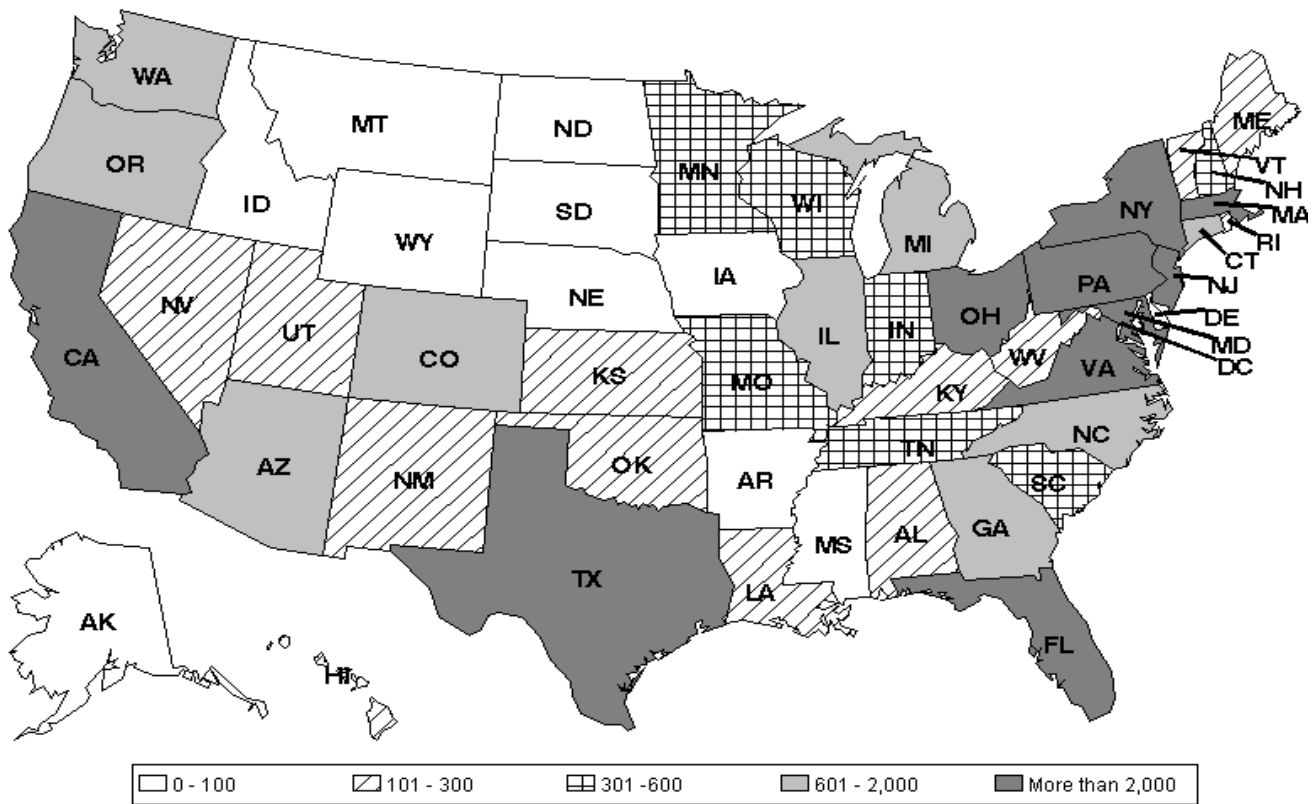 WA
MT
ND
MN
ME
OR
ID
SD
WI
VT
NH
WY
NY
MA
MI
RI
CT
NV
UT
NE
IA
PA
NJ
CA
CO
IL
IN
OH
DE
MD
DC
KS
MO
WV
VA
KY
AZ
NM
OK
AR
TN
NC
SC
MS
AL
GA
TX
LA
AK
HI
FL
0 - 100 101 - 300 301 -600 601 - 2,000 More than 2,000